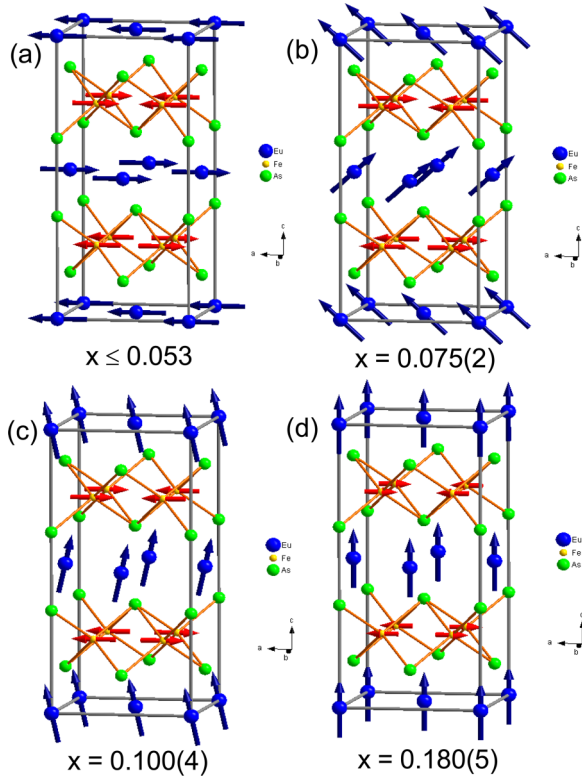 (a)
Eu
Fe
As
c
a
b
x ≤ 0.053
(b)
Eu
Fe
As
c
a
b
x = 0.075(2)
(c)
Eu
Fe
As
c
a
b
x = 0.100(4)
(d)
Eu
Fe
As
c
a
b
x = 0.180(5)